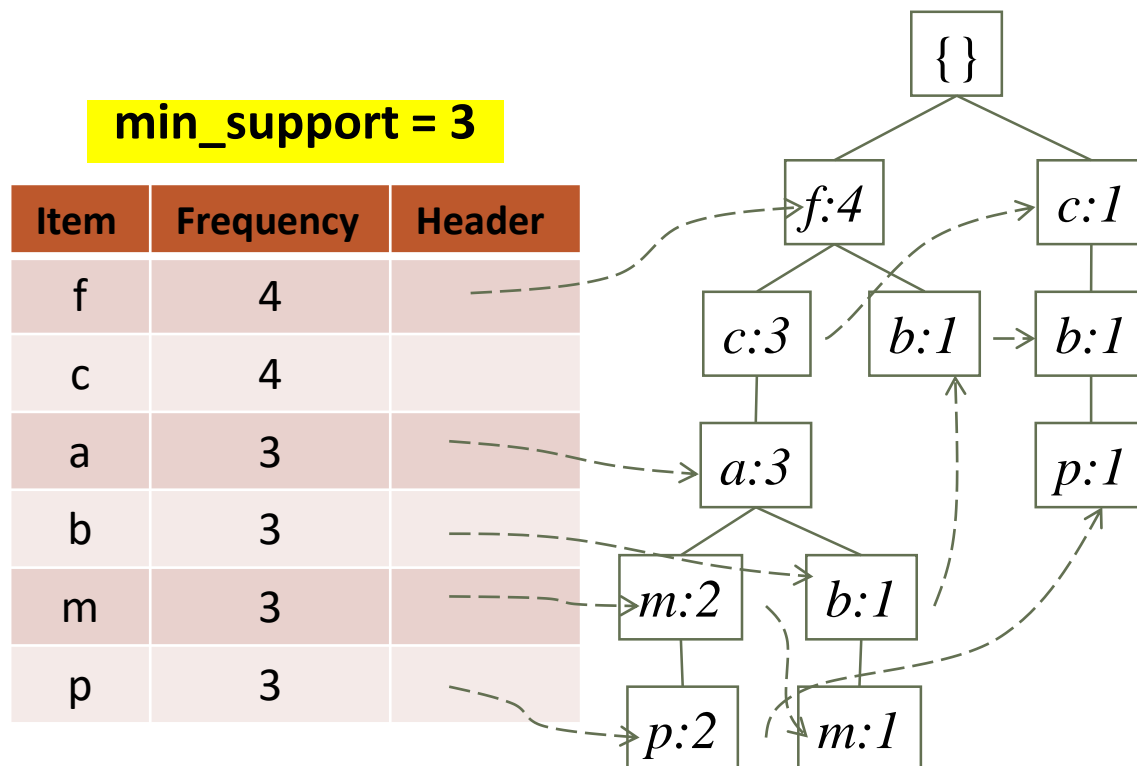 min_support = 3
Item Frequency Header
f 4
c 4
a 3
b 3
m 3
p 3
{}
f:4 c:1
c:3 b:1 b:1
a:3 p:1
m:2 b:1
p:2 m:1